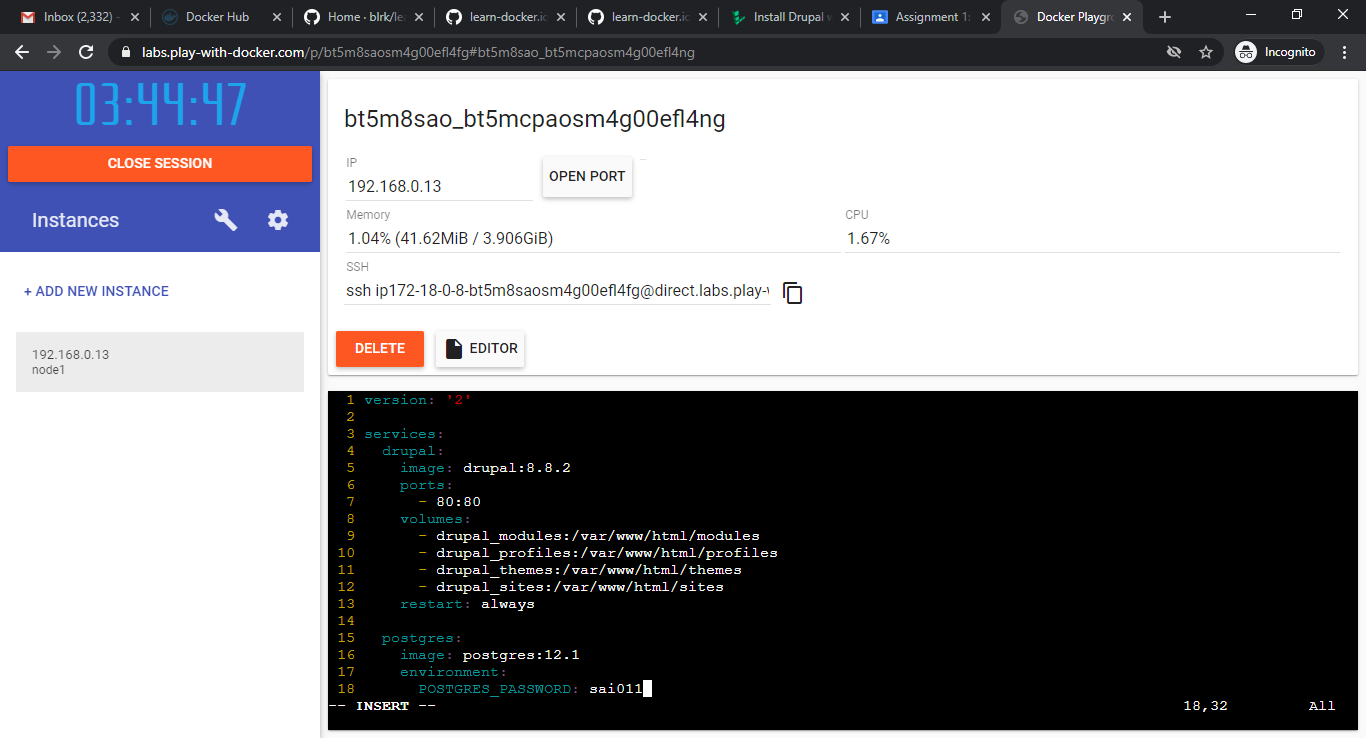 Inbox (2,332) -
Docker Hub
Home · blrk/le
learn-docker.io
learn-docker.io
Install Drupal w
Assignment 1:
Docker Playgro
labs.play-with-docker.com/p/bt5m8saosm4g00efl4fg#bt5m8sao_bt5mcpaosm4g00efl4ng
Incognito
03:44:47
CLOSE SESSION
Instances
+ ADD NEW INSTANCE
192.168.0.13
node1
bt5m8sao_bt5mcpaosm4g00efl4ng
IP
192.168.0.13
OPEN PORT
Memory
1.04% (41.62MiB / 3.906GiB)
CPU
1.67%
SSH
ssh ip172-18-0-8-bt5m8saosm4g00efl4fg@direct.labs.play-w
DELETE
EDITOR
1 version: '2'
2
3 services:
4   drupal:
5     image: drupal:8.8.2
6     ports:
7       - 80:80
8     volumes:
9       - drupal_modules:/var/www/html/modules
10       - drupal_profiles:/var/www/html/profiles
11       - drupal_themes:/var/www/html/themes
12       - drupal_sites:/var/www/html/sites
13     restart: always
14
15   postgres:
16     image: postgres:12.1
17     environment:
18       POSTGRES_PASSWORD: sai011
-- INSERT -- 18,32 All